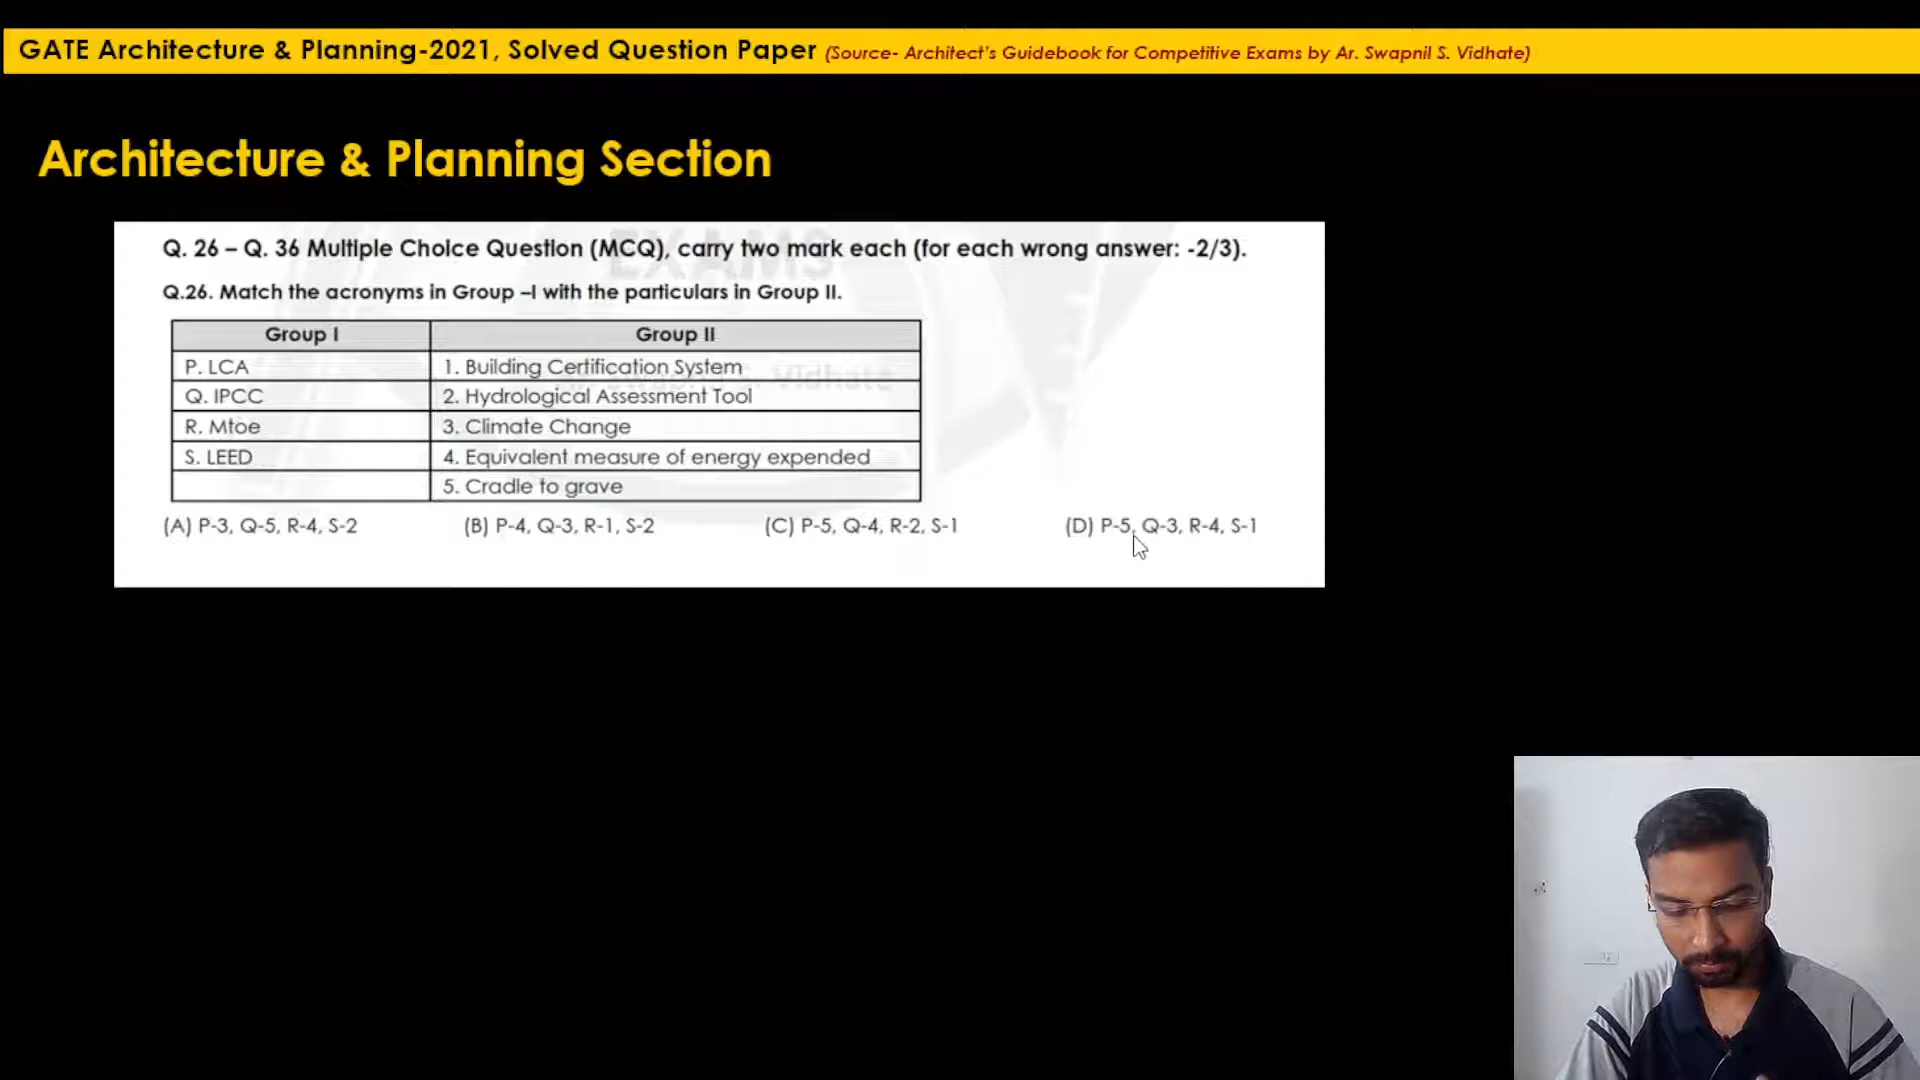 GATE Architecture & Planning-2021, Solved Question Paper (Source- Architect's Guidebook for Competitive Exams by Ar. Swapnil S. Vidhate)
Architecture & Planning Section
EXAMS
Q. 26 – Q. 36 Multiple Choice Question (MCQ), carry two mark each (for each wrong answer: -2/3).
Q.26. Match the acronyms in Group –I with the particulars in Group II.
Group I Group II
P. LCA 1. Building Certification System
Q. IPCC 2. Hydrological Assessment Tool
R. Mtoe 3. Climate Change
S. LEED 4. Equivalent measure of energy expended
5. Cradle to grave
(A) P-3, Q-5, R-4, S-2 (B) P-4, Q-3, R-1, S-2 (C) P-5, Q-4, R-2, S-1 (D) P-5, Q-3, R-4, S-1